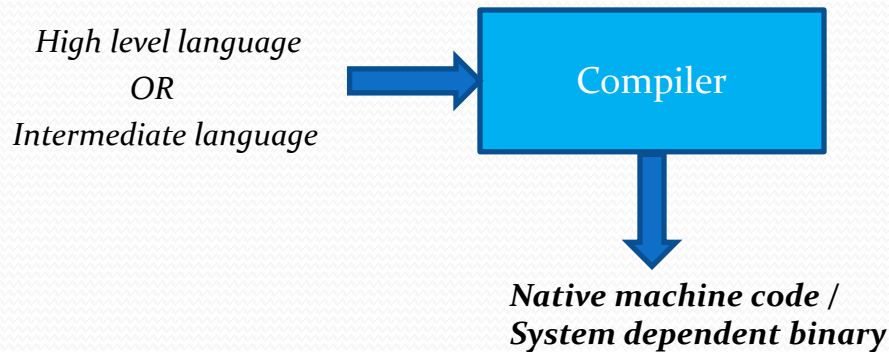 High level language
OR
Intermediate language
Compiler
Native machine code /
System dependent binary